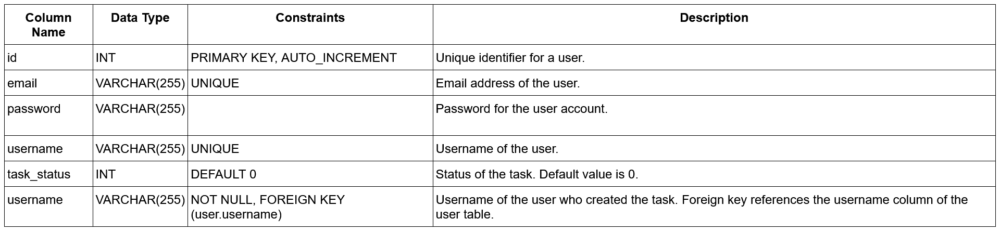 Column Name | Data Type | Constraints | Description
id | INT | PRIMARY KEY, AUTO_INCREMENT | Unique identifier for a user.
email | VARCHAR(255) | UNIQUE | Email address of the user.
password | VARCHAR(255) | | Password for the user account.
username | VARCHAR(255) | UNIQUE | Username of the user.
task_status | INT | DEFAULT 0 | Status of the task. Default value is 0.
username | VARCHAR(255) | NOT NULL, FOREIGN KEY (user.username) | Username of the user who created the task. Foreign key references the username column of the user table.